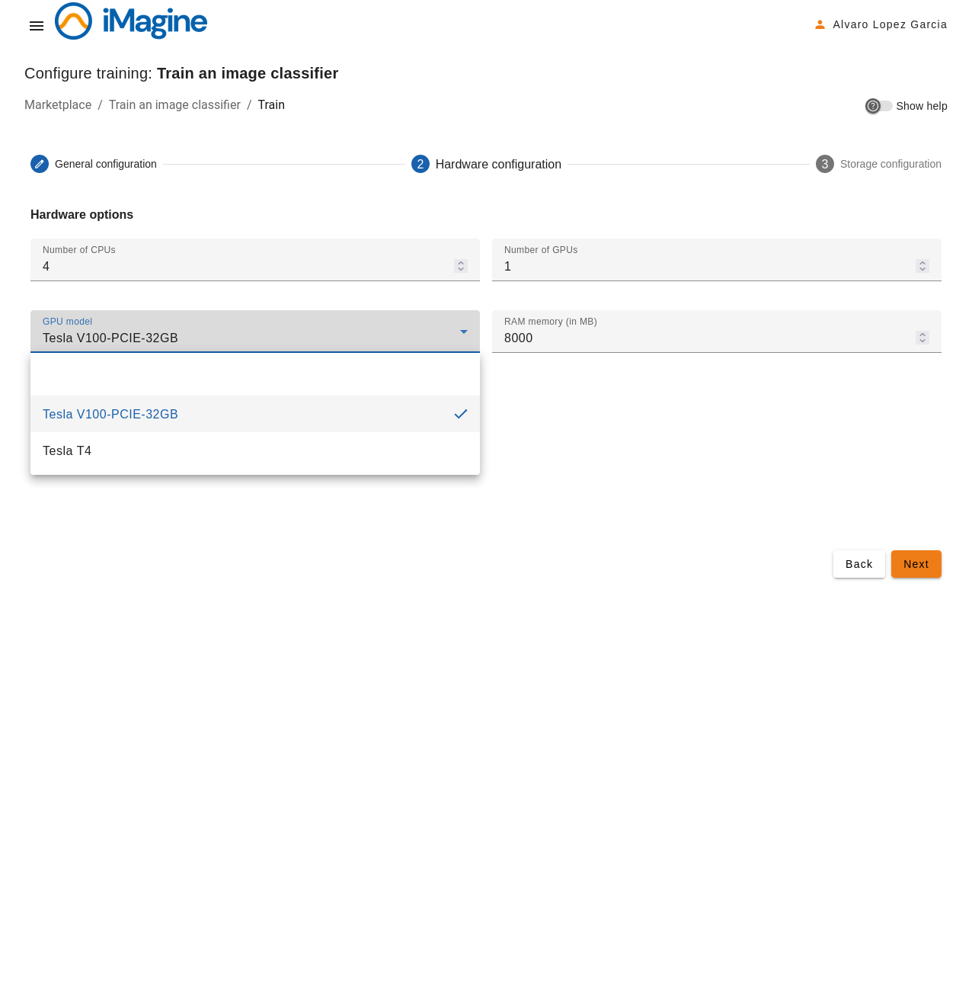 iMagine
Alvaro Lopez Garcia
Configure training: Train an image classifier
Marketplace / Train an image classifier / Train
Show help
General configuration
2 Hardware configuration
3 Storage configuration
Hardware options
Number of CPUs
4
Number of GPUs
1
GPU model
Tesla V100-PCIE-32GB
RAM memory (in MB)
8000
Tesla V100-PCIE-32GB
Tesla T4
Back
Next